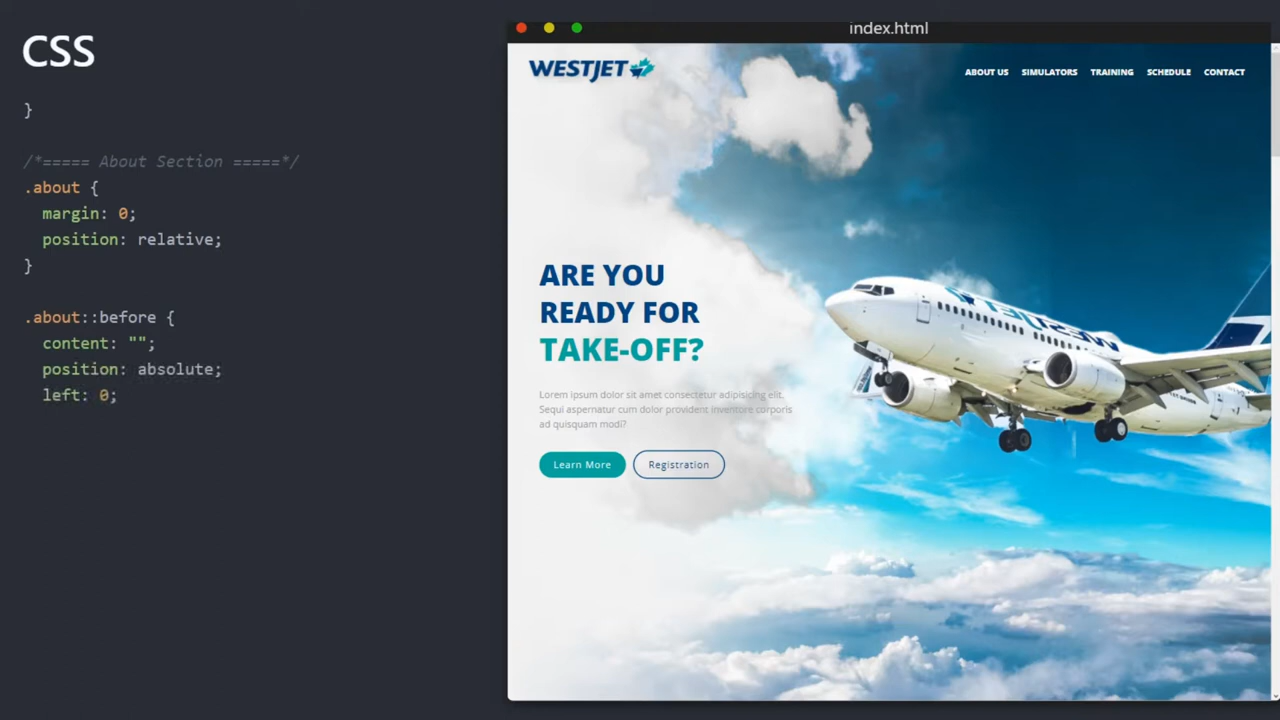 CSS
}
/*===== About Section =====*/
.about {
margin: 0;
position: relative;
}
.about::before {
content: "";
position: absolute;
left: 0;
index.html
WESTJET
ABOUT US SIMULATORS TRAINING SCHEDULE CONTACT
ARE YOU
READY FOR
TAKE-OFF?
Lorem ipsum dolor sit amet consectetur adipisicing elit.
Sequi aspernatur cum dolor provident inventore corporis
ad quisquam modi?
Learn More Registration
WESTJET